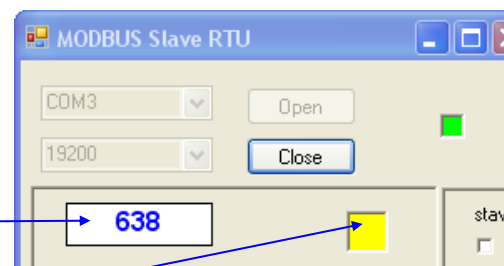 MODBUS Slave RTU
COM3 Open
19200 Close
638
stav